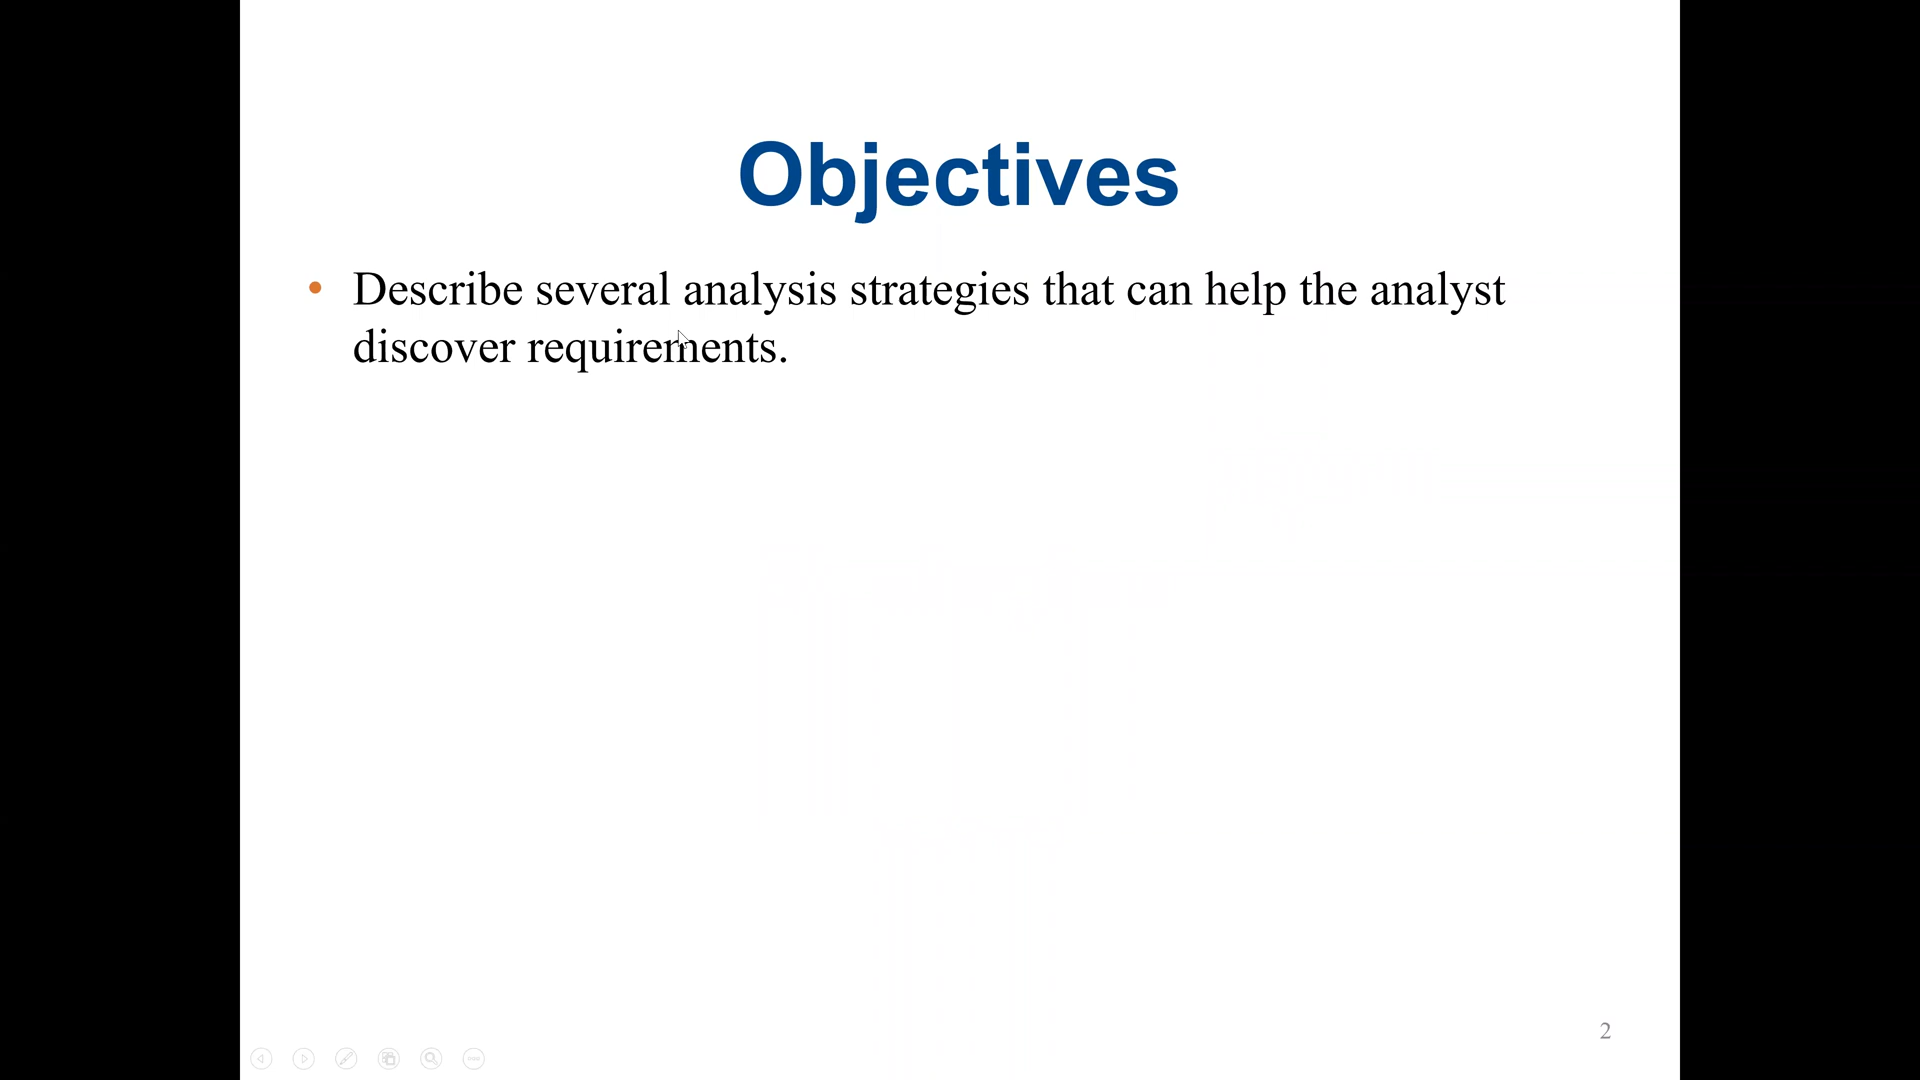 Objectives
• Describe several analysis strategies that can help the analyst
discover requirements.
2